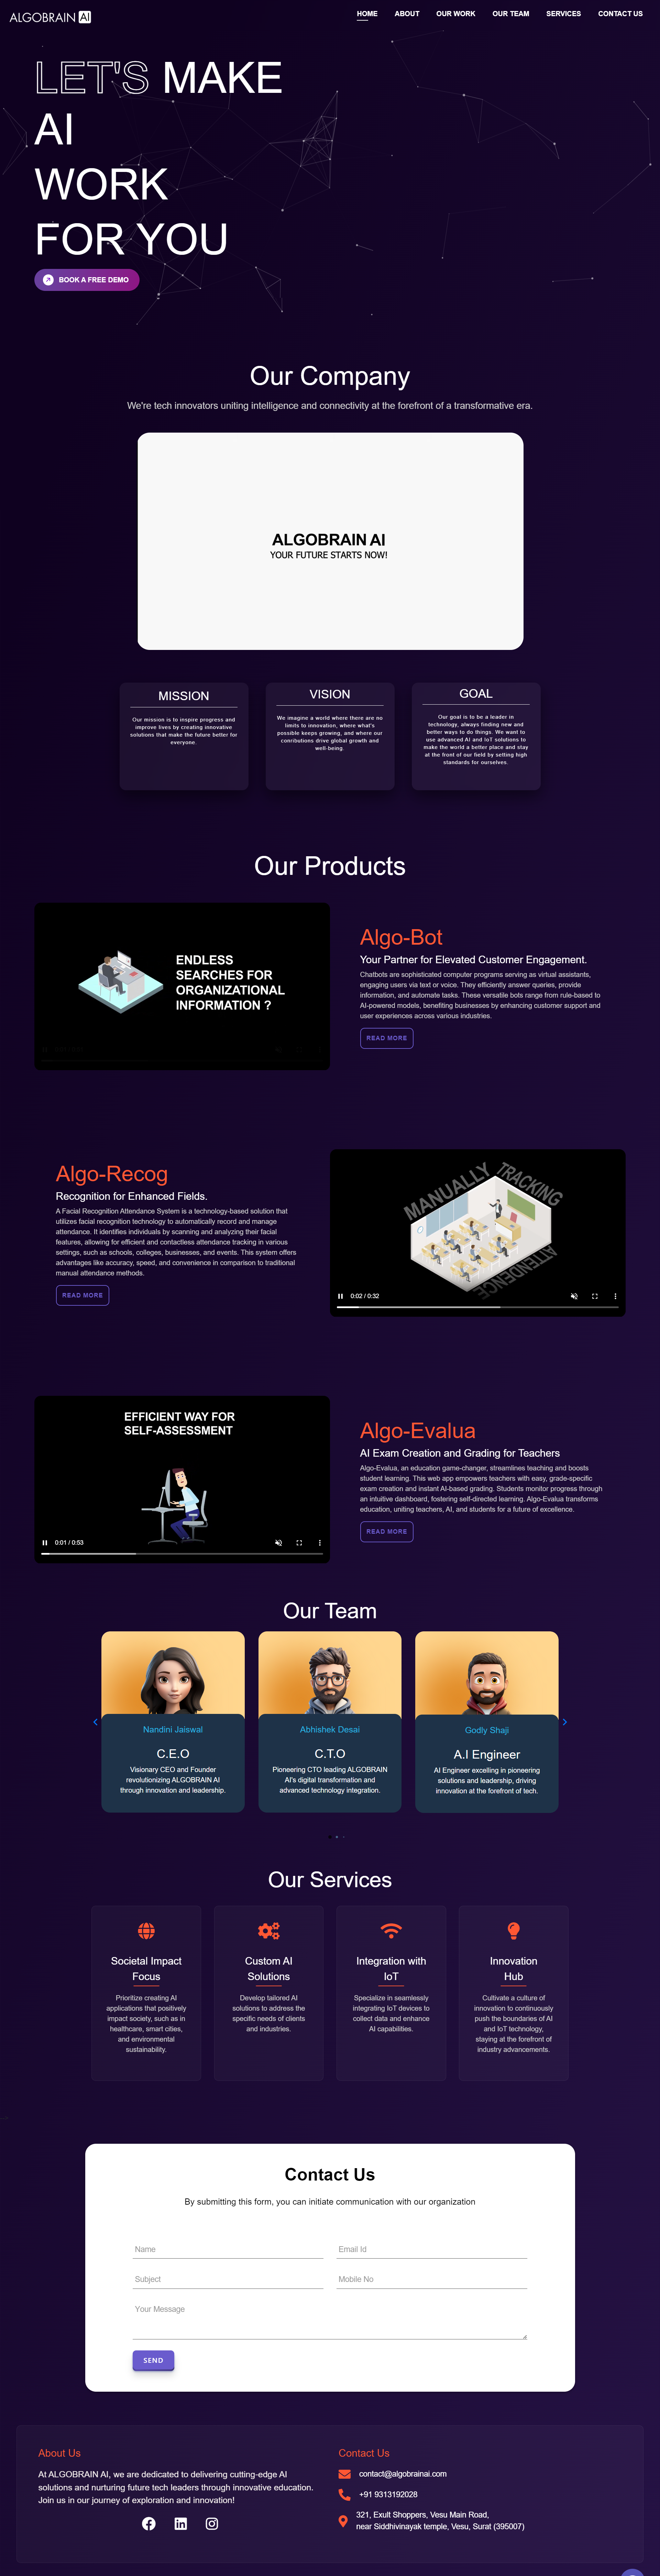 ALGOBRAIN AI
HOME ABOUT OUR WORK OUR TEAM SERVICES CONTACT US
LET'S MAKE
AI
WORK
FOR YOU
BOOK A FREE DEMO
Our Company
We're tech innovators uniting intelligence and connectivity at the forefront of a transformative era.
ALGOBRAIN AI
YOUR FUTURE STARTS NOW!
MISSION
Our mission is to inspire progress and
improve lives by creating innovative
solutions that make the future better for
everyone.
VISION
We imagine a world where there are no
limits to innovation, where what's
possible keeps growing, and where our
conributions drive global growth and
well-being.
GOAL
Our goal is to be a leader in
technology, always finding new and
better ways to do things. We want to
use advanced AI and IoT solutions to
make the world a better place and stay
at the front of our field by setting high
standards for ourselves.
Our Products
ENDLESS
SEARCHES FOR
ORGANIZATIONAL
INFORMATION ?
Algo-Bot
Your Partner for Elevated Customer Engagement.
Chatbots are sophisticated computer programs serving as virtual assistants,
engaging users via text or voice. They efficiently answer queries, provide
information, and automate tasks. These versatile bots range from rule-based to
AI-powered models, benefiting businesses by enhancing customer support and
user experiences across various industries.
READ MORE
Algo-Recog
Recognition for Enhanced Fields.
A Facial Recognition Attendance System is a technology-based solution that
utilizes facial recognition technology to automatically record and manage
attendance. It identifies individuals by scanning and analyzing their facial
features, allowing for efficient and contactless attendance tracking in various
settings, such as schools, colleges, businesses, and events. This system offers
advantages like accuracy, speed, and convenience in comparison to traditional
manual attendance methods.
READ MORE
MANUALLY TRACKING
ATTENDENCE
0:02 / 0:32
EFFICIENT WAY FOR
SELF-ASSESSMENT
0:01 / 0:53
Algo-Evalua
AI Exam Creation and Grading for Teachers
Algo-Evalua, an education game-changer, streamlines teaching and boosts
student learning. This web app empowers teachers with easy, grade-specific
exam creation and instant AI-based grading. Students monitor progress through
an intuitive dashboard, fostering self-directed learning. Algo-Evalua transforms
education, uniting teachers, AI, and students for a future of excellence.
READ MORE
Our Team
Nandini Jaiswal
C.E.O
Visionary CEO and Founder
revolutionizing ALGOBRAIN AI
through innovation and leadership.
Abhishek Desai
C.T.O
Pioneering CTO leading ALGOBRAIN
AI's digital transformation and
advanced technology integration.
Godly Shaji
A.I Engineer
AI Engineer excelling in pioneering
solutions and leadership, driving
innovation at the forefront of tech.
Our Services
Societal Impact
Focus
Prioritize creating AI
applications that positively
impact society, such as in
healthcare, smart cities,
and environmental
sustainability.
Custom AI
Solutions
Develop tailored AI
solutions to address the
specific needs of clients
and industries.
Integration with
IoT
Specialize in seamlessly
integrating IoT devices to
collect data and enhance
AI capabilities.
Innovation
Hub
Cultivate a culture of
innovation to continuously
push the boundaries of AI
and IoT technology,
staying at the forefront of
industry advancements.
Contact Us
By submitting this form, you can initiate communication with our organization
Name
Email Id
Subject
Mobile No
Your Message
SEND
About Us
At ALGOBRAIN AI, we are dedicated to delivering cutting-edge AI
solutions and nurturing future tech leaders through innovative education.
Join us in our journey of exploration and innovation!
Contact Us
contact@algobrainai.com
+91 9313192028
321, Exult Shoppers, Vesu Main Road,
near Siddhivinayak temple, Vesu, Surat (395007)